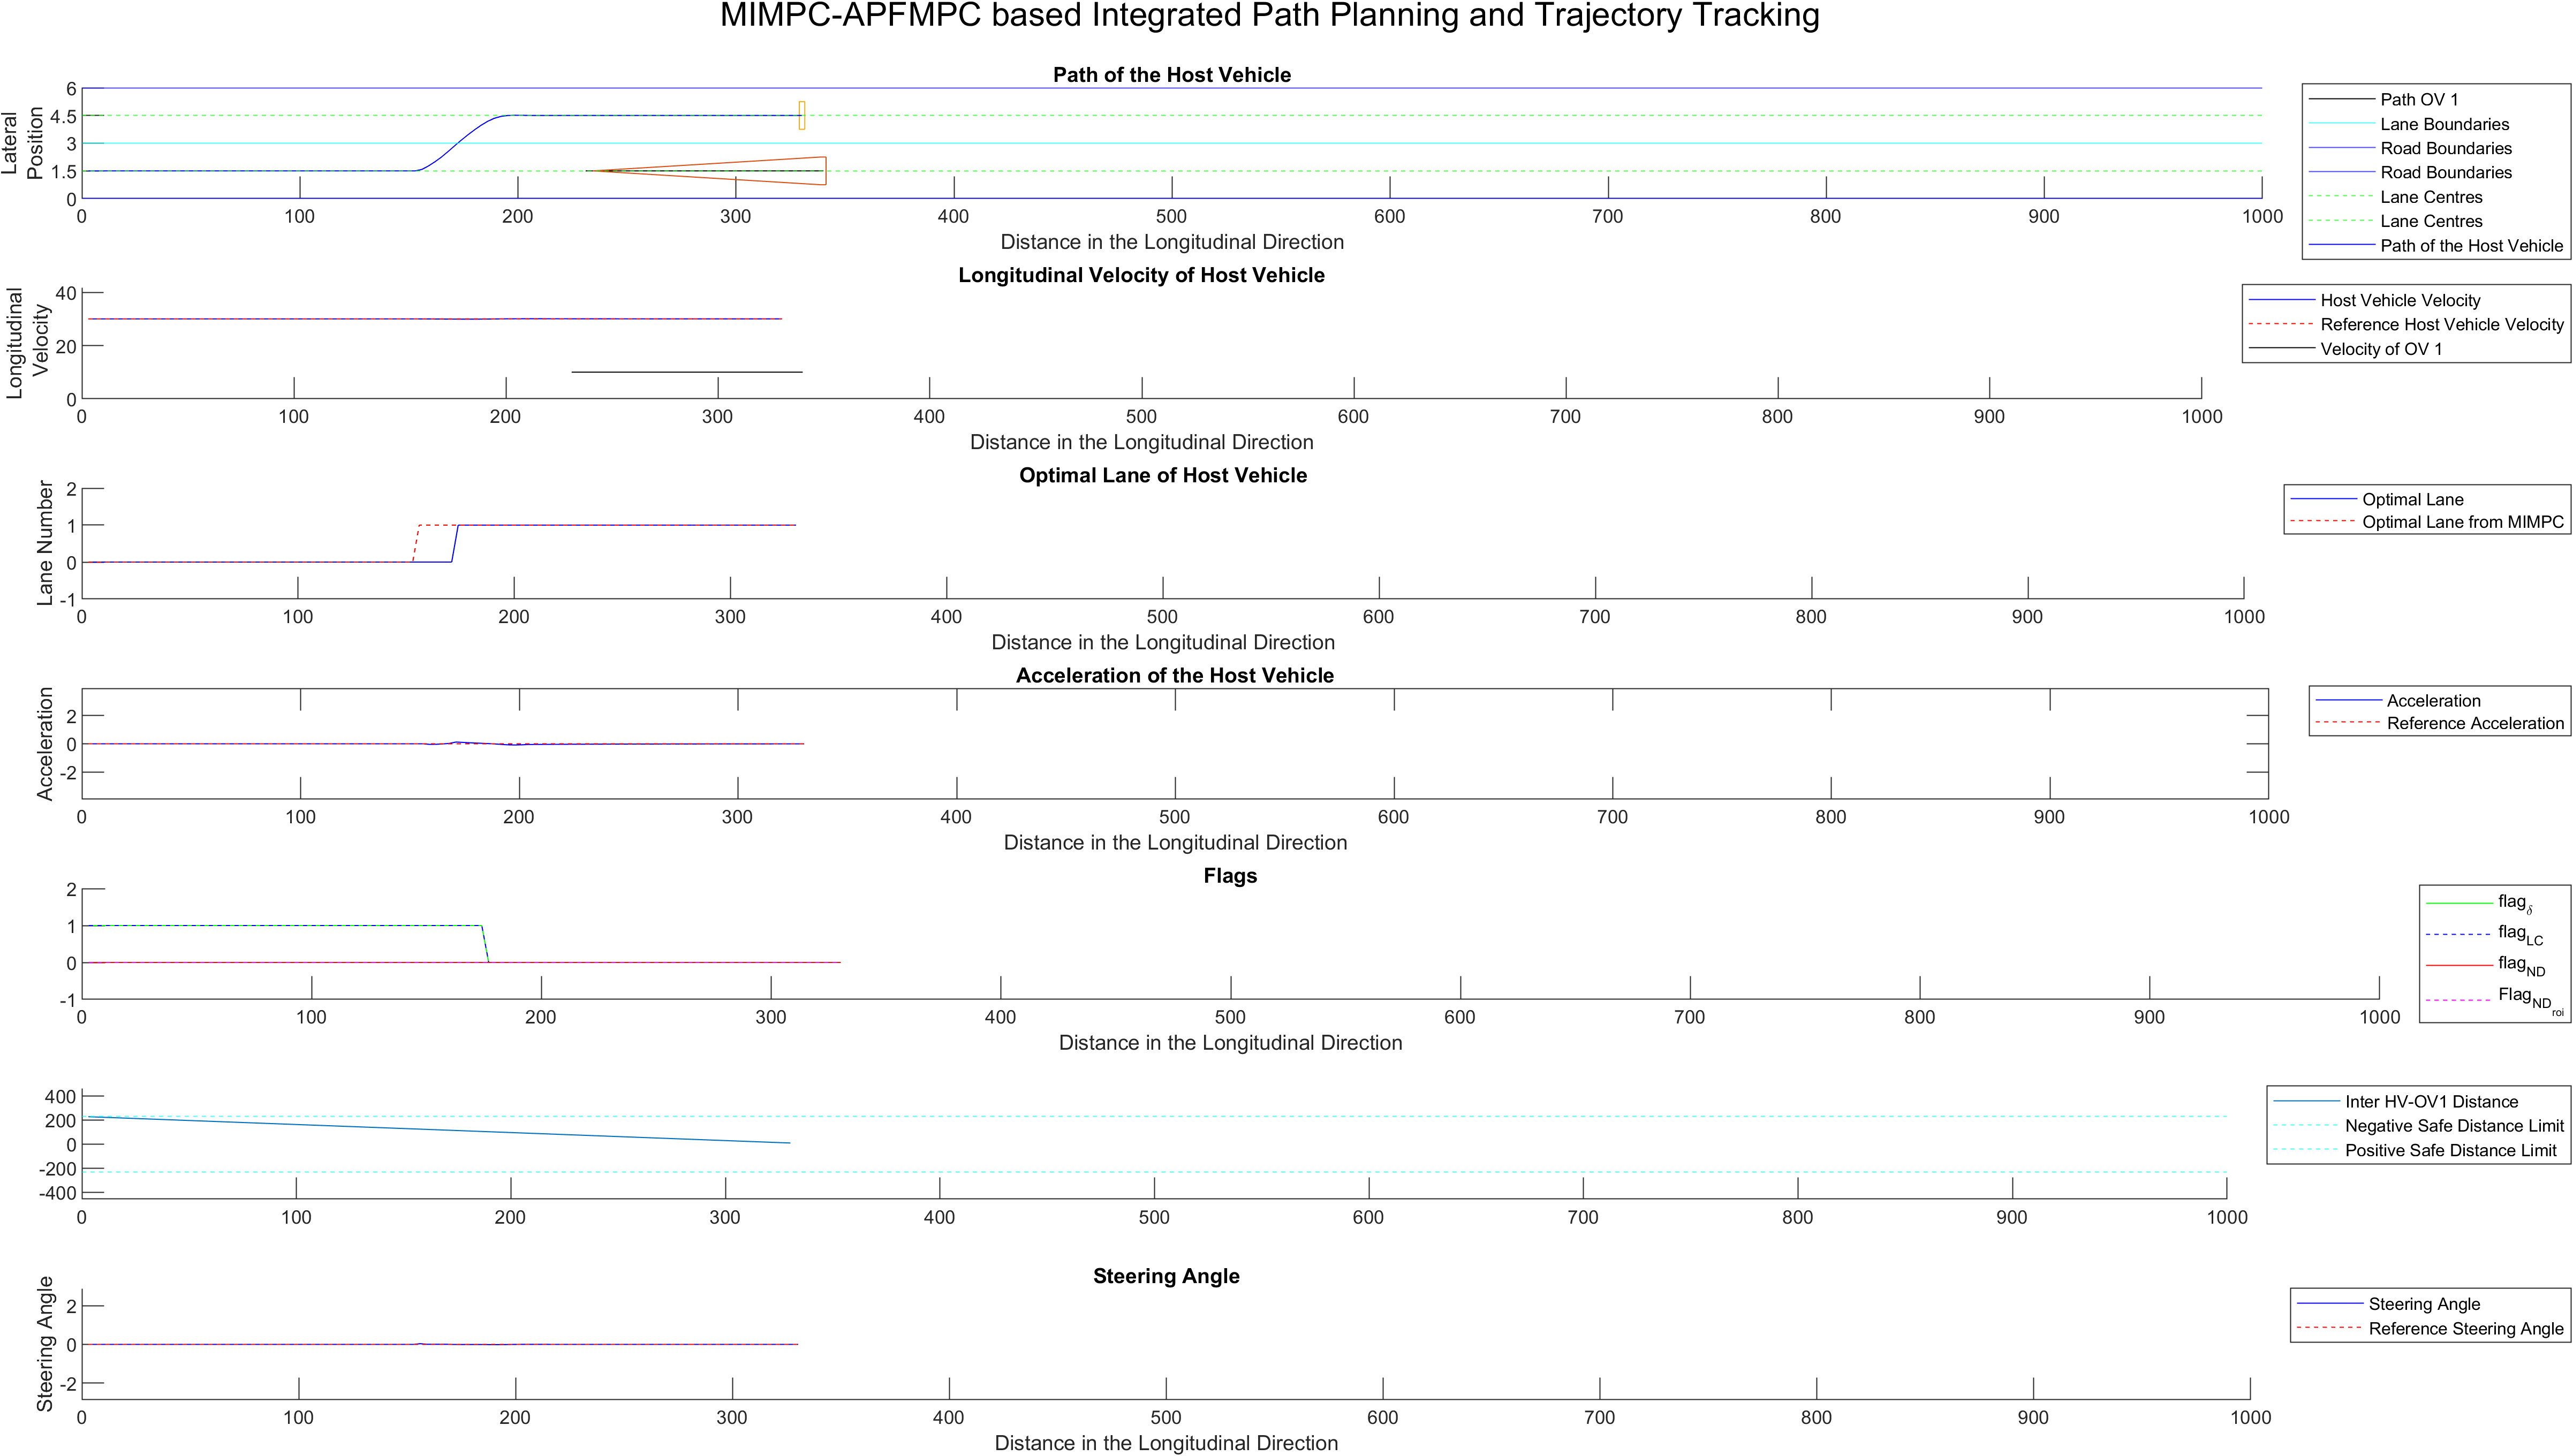 MIMPC-APFMPC based Integrated Path Planning and Trajectory Tracking
Path of the Host Vehicle
Lateral
Position
6
4.5
3
1.5
0
0 100 200 300 400 500 600 700 800 900 1000
Distance in the Longitudinal Direction
Path OV 1
Lane Boundaries
Road Boundaries
Road Boundaries
Lane Centres
Lane Centres
Path of the Host Vehicle
Longitudinal Velocity of Host Vehicle
Longitudinal
Velocity
40
20
0
0 100 200 300 400 500 600 700 800 900 1000
Distance in the Longitudinal Direction
Host Vehicle Velocity
Reference Host Vehicle Velocity
Velocity of OV 1
Optimal Lane of Host Vehicle
Lane Number
2
1
0
-1
0 100 200 300 400 500 600 700 800 900 1000
Distance in the Longitudinal Direction
Optimal Lane
Optimal Lane from MIMPC
Acceleration of the Host Vehicle
Acceleration
2
0
-2
0 100 200 300 400 500 600 700 800 900 1000
Distance in the Longitudinal Direction
Acceleration
Reference Acceleration
Flags
2
1
0
-1
0 100 200 300 400 500 600 700 800 900 1000
Distance in the Longitudinal Direction
flag δ
flag LC
flag ND
Flag ND roi
400
200
0
-200
-400
0 100 200 300 400 500 600 700 800 900 1000
Inter HV-OV1 Distance
Negative Safe Distance Limit
Positive Safe Distance Limit
Steering Angle
Steering Angle
2
0
-2
0 100 200 300 400 500 600 700 800 900 1000
Distance in the Longitudinal Direction
Steering Angle
Reference Steering Angle